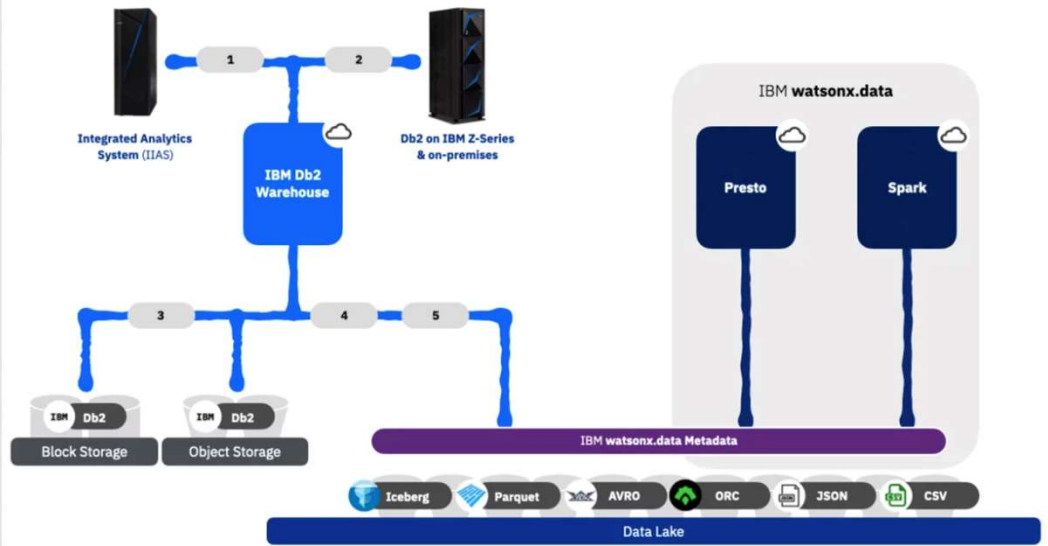 1
2
Integrated Analytics
System (IIAS)
Db2 on IBM Z-Series
& on-premises
IBM Db2
Warehouse
IBM watsonx.data
Presto
Spark
3
4
5
IBM Db2
Block Storage
IBM Db2
Object Storage
IBM watsonx.data Metadata
Iceberg
Parquet
AVRO
ORC
JSON
CSV CSV
Data Lake